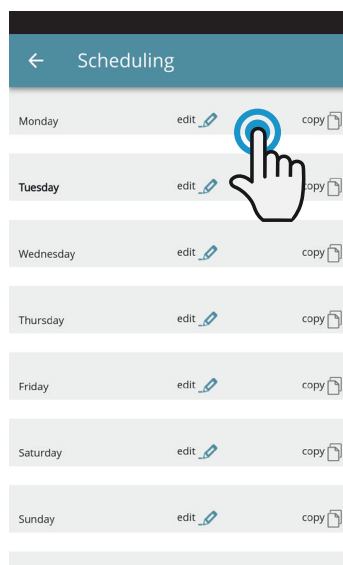 Scheduling
Monday edit copy
Tuesday edit copy
Wednesday edit copy
Thursday edit copy
Friday edit copy
Saturday edit copy
Sunday edit copy